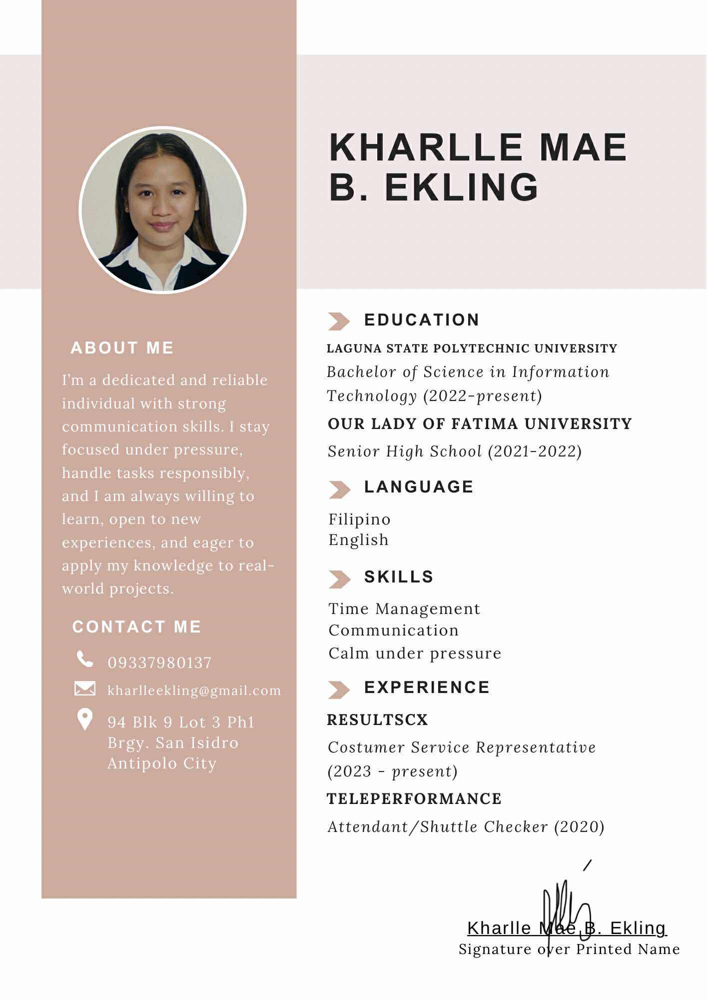 KHARLLE MAE
B. EKLING
ABOUT ME
I'm a dedicated and reliable
individual with strong
communication skills. I stay
focused under pressure,
handle tasks responsibly,
and I am always willing to
learn, open to new
experiences, and eager to
apply my knowledge to real-
world projects.
CONTACT ME
09337980137
kharlleekling@gmail.com
94 Blk 9 Lot 3 Ph1
Brgy. San Isidro
Antipolo City
EDUCATION
LAGUNA STATE POLYTECHNIC UNIVERSITY
Bachelor of Science in Information
Technology (2022-present)
OUR LADY OF FATIMA UNIVERSITY
Senior High School (2021-2022)
LANGUAGE
Filipino
English
SKILLS
Time Management
Communication
Calm under pressure
EXPERIENCE
RESULTSCX
Costumer Service Representative
(2023 - present)
TELEPERFORMANCE
Attendant/Shuttle Checker (2020)
Kharlle Mae B. Ekling
Signature over Printed Name